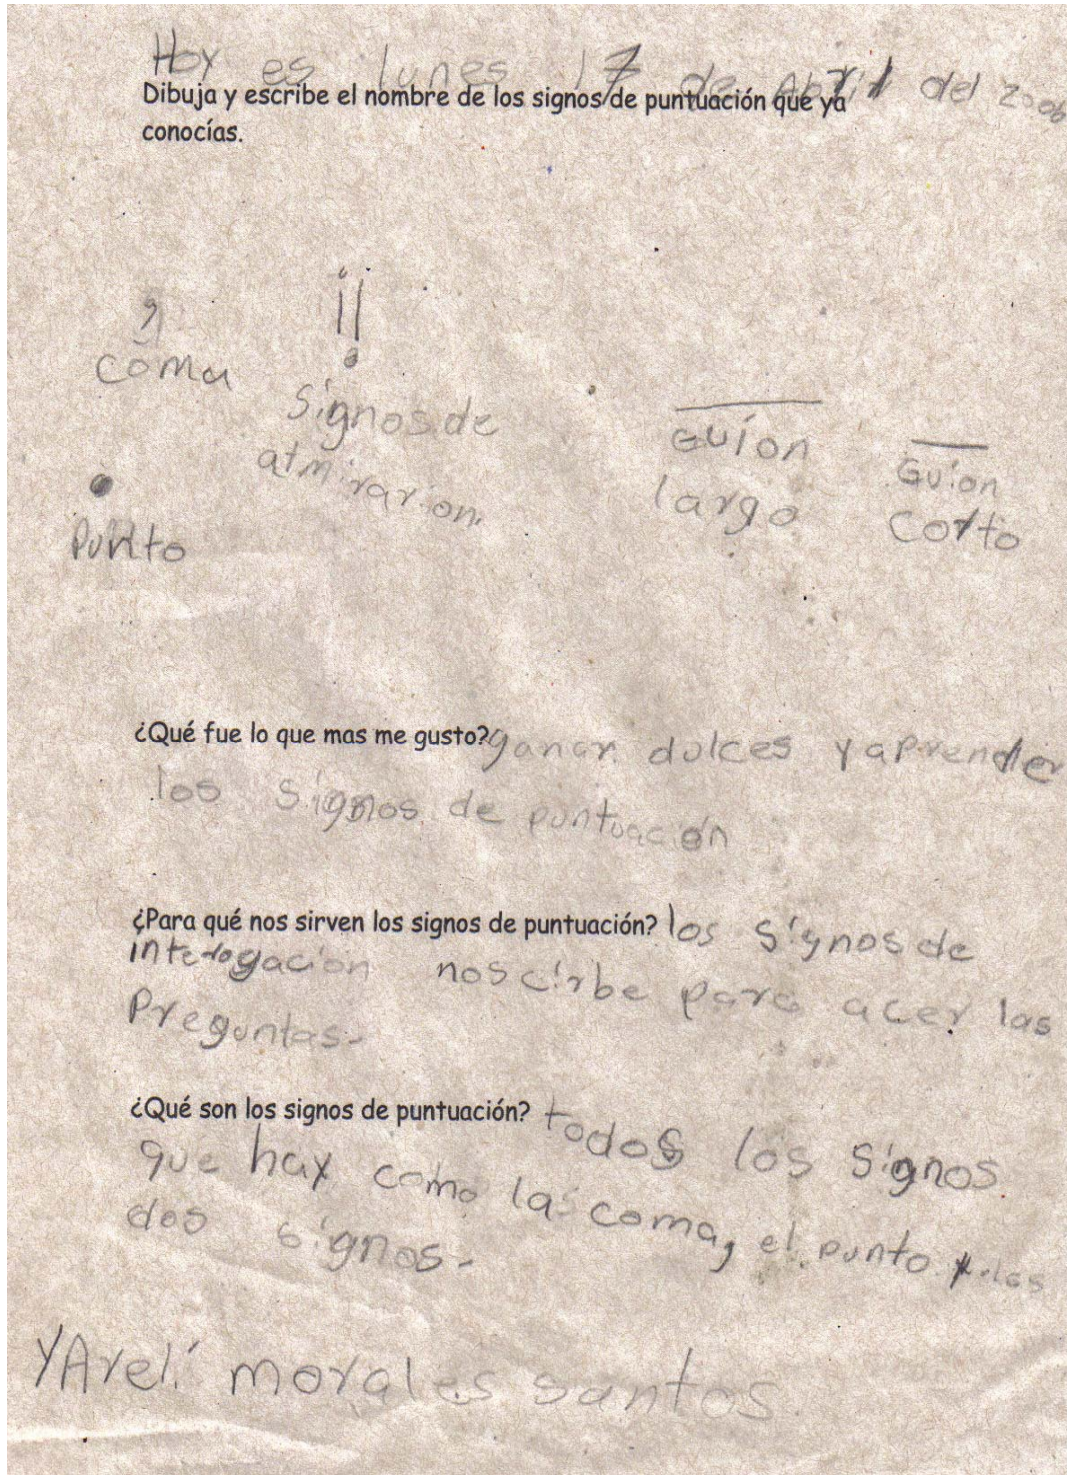 Hoy es lunes 17 de Abril del 2006
Dibuja y escribe el nombre de los signos de puntuación que ya
conocías.
,
coma
¡!
signos de
atmirarion.
.
Punto
—
Guíon
largo
-
Guion
corto
¿Qué fue lo que mas me gusto? ganar dulces y aprender
los signos de puntuación
¿Para qué nos sirven los signos de puntuación? los signos de
interogación nos cirbe para acer las
Preguntas-
¿Qué son los signos de puntuación? todos los signos
que hay como la coma, el punto y los
dos signos-
YAreli morales santos